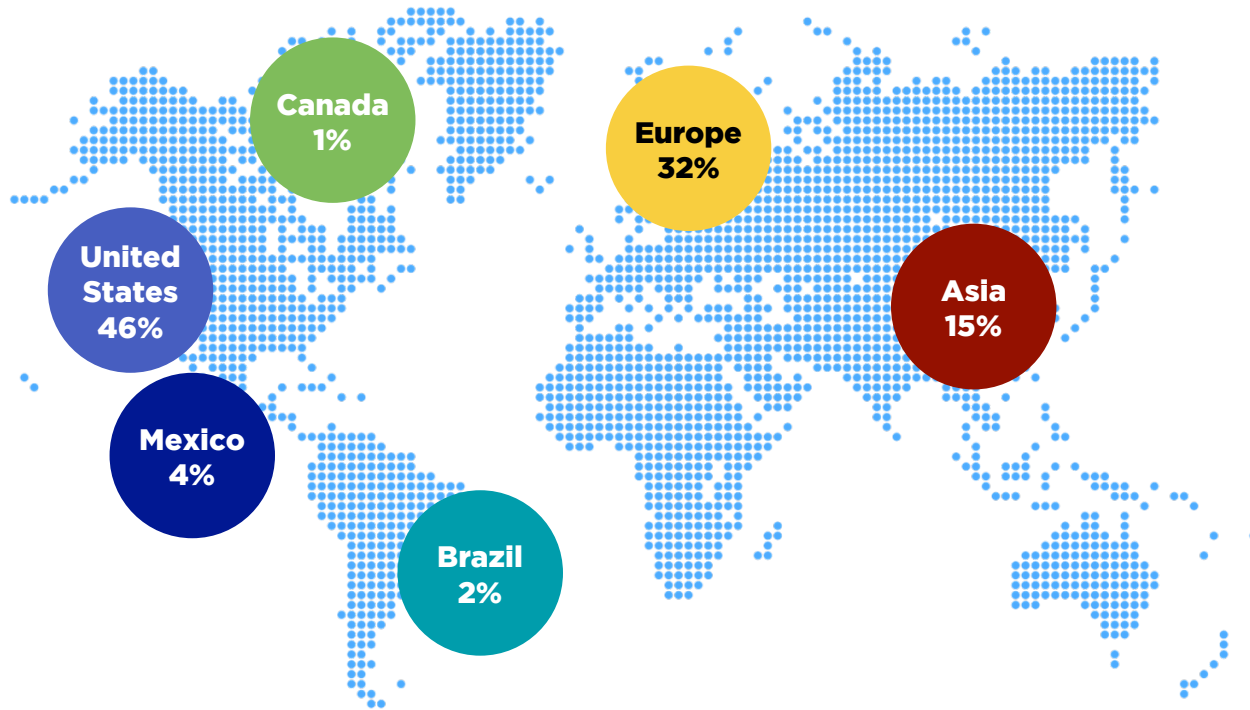 Canada
1%
Europe
32%
United
States
46%
Asia
15%
Mexico
4%
Brazil
2%